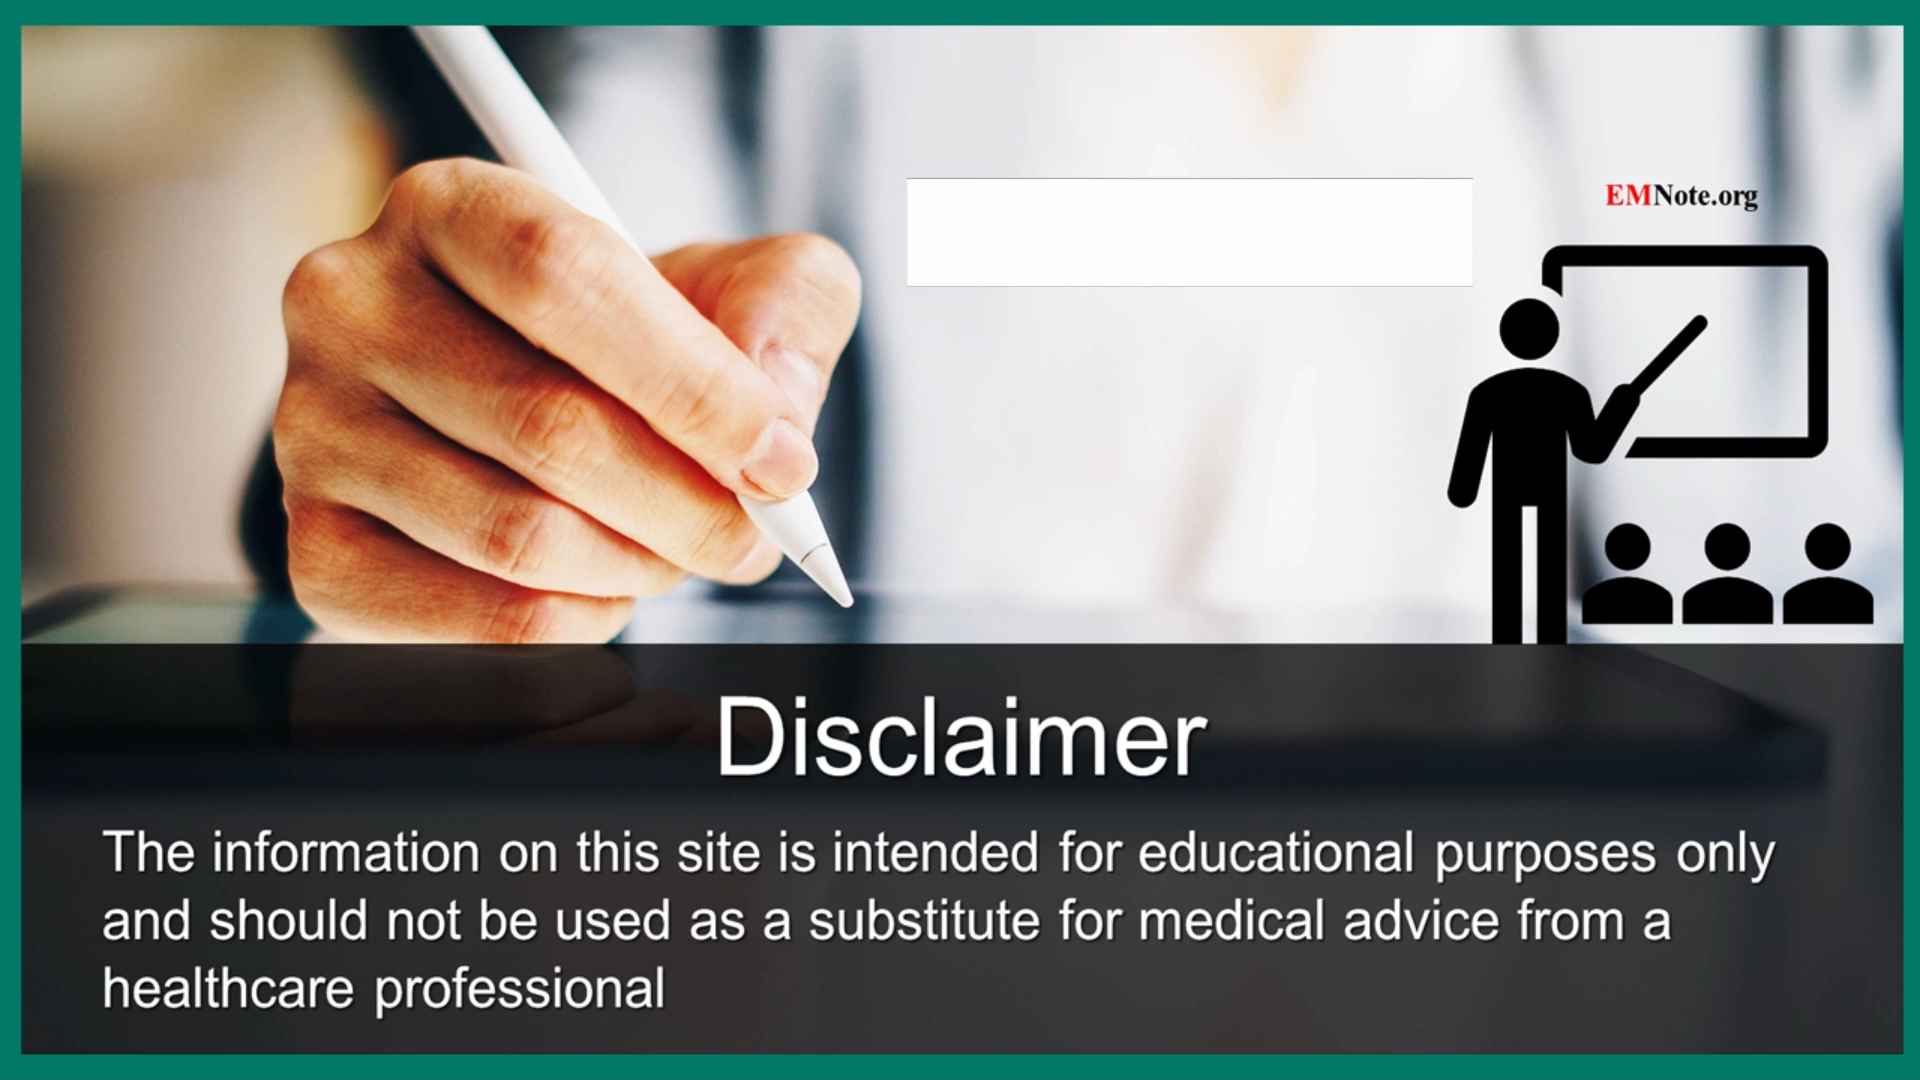 EMNote.org
Disclaimer
The information on this site is intended for educational purposes only
and should not be used as a substitute for medical advice from a
healthcare professional